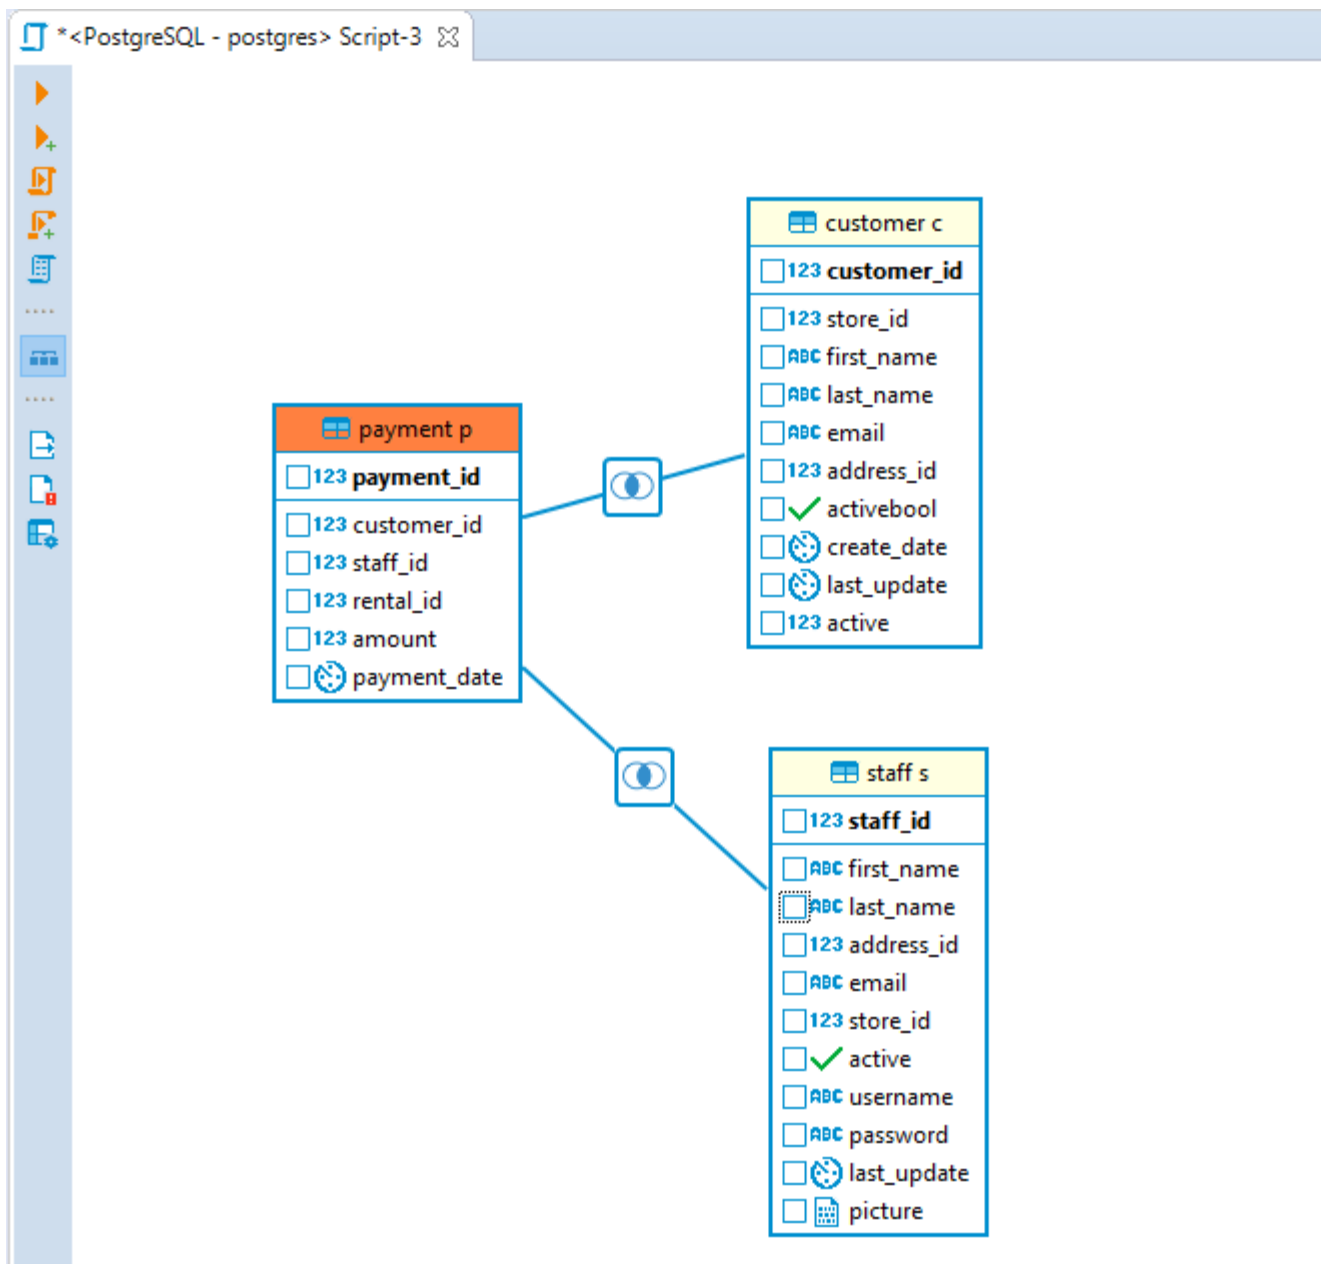 *<PostgreSQL - postgres> Script-3
customer c
123 customer_id
123 store_id
ABC first_name
ABC last_name
ABC email
123 address_id
activebool
create_date
last_update
123 active
payment p
123 payment_id
123 customer_id
123 staff_id
123 rental_id
123 amount
payment_date
staff s
123 staff_id
ABC first_name
ABC last_name
123 address_id
ABC email
123 store_id
active
ABC username
ABC password
last_update
picture